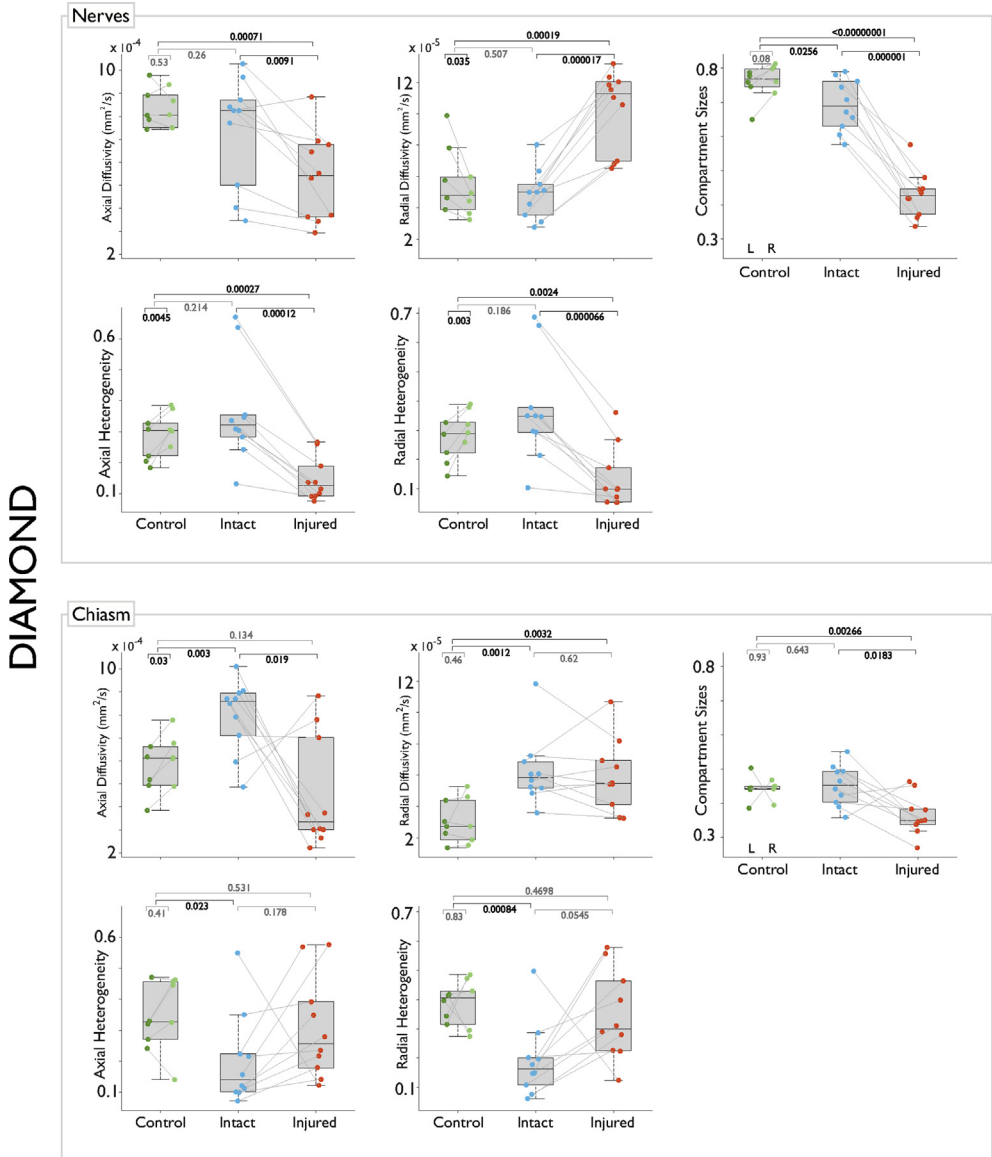 DIAMOND
Nerves
x 10⁻⁴
10
2
Axial Diffusivity (mm²/s)
0.00071
0.26
0.53
0.0091
x 10⁻⁵
12
2
Radial Diffusivity (mm²/s)
0.00019
0.507
0.035
0.000017
0.8
0.3
Compartment Sizes
<0.00000001
0.0256
0.08
0.000001
L R
Control Intact Injured
0.6
0.1
Axial Heterogeneity
0.00027
0.214
0.0045
0.00012
Control Intact Injured
0.7
0.1
Radial Heterogeneity
0.0024
0.186
0.003
0.000066
Control Intact Injured
Chiasm
x 10⁻⁴
10
2
Axial Diffusivity (mm²/s)
0.134
0.003
0.03
0.019
x 10⁻⁵
12
2
Radial Diffusivity (mm²/s)
0.0032
0.0012
0.46
0.62
0.8
0.3
Compartment Sizes
0.00266
0.643
0.93
0.0183
L R
Control Intact Injured
0.6
0.1
Axial Heterogeneity
0.531
0.023
0.41
0.178
Control Intact Injured
0.7
0.1
Radial Heterogeneity
0.4698
0.00084
0.83
0.0545
Control Intact Injured